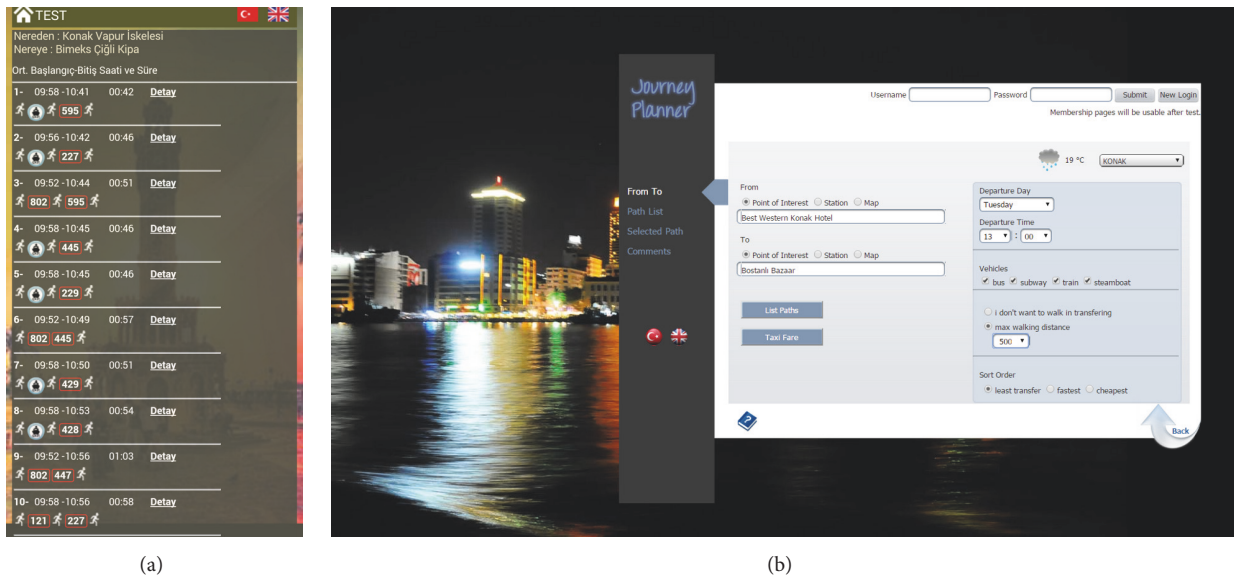 TEST
Nereden : Konak Vapur İskelesi
Nereye : Bimeks Çiğli Kipa
Ort. Başlangıç-Bitiş Saati ve Süre
1- 09:58 -10:41 00:42 Detay
595
2- 09:56 -10:42 00:46 Detay
227
3- 09:52 -10:44 00:51 Detay
802 595
4- 09:58 -10:45 00:46 Detay
445
5- 09:58 -10:45 00:46 Detay
229
6- 09:52 -10:49 00:57 Detay
802 445
7- 09:58 -10:50 00:51 Detay
429
8- 09:58 -10:53 00:54 Detay
428
9- 09:52 -10:56 01:03 Detay
802 447
10- 09:58 -10:56 00:58 Detay
121 227
(a)
Journey
Planner
From To
Path List
Selected Path
Comments
Username Password Submit New Login
Membership pages will be usable after test.
19 °C KONAK
From
Point of Interest Station Map
Best Western Konak Hotel
To
Point of Interest Station Map
Bostanlı Bazaar
List Paths
Taxi Fare
Departure Day
Tuesday
Departure Time
13 : 00
Vehicles
bus subway train steamboat
i don't want to walk in transfering
max walking distance
500
Sort Order
least transfer fastest cheapest
?
Back
(b)